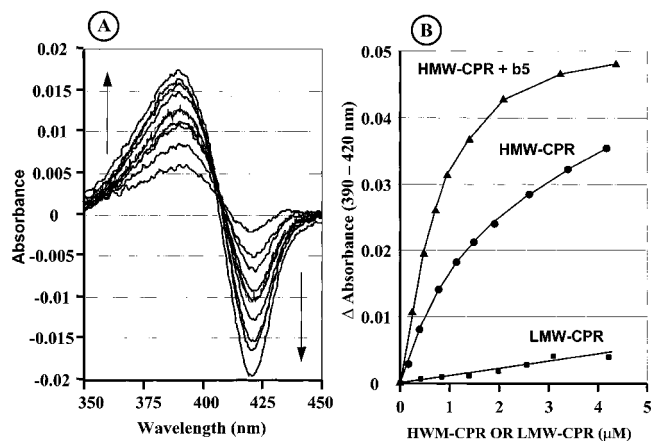 A
0.02
0.015
0.01
0.005
0
-0.005
-0.01
-0.015
-0.02
Absorbance
350 375 400 425 450
Wavelength (nm)
B
0.05
0.04
0.03
0.02
0.01
0
Δ Absorbance (390 – 420 nm)
HMW-CPR + b5
HMW-CPR
LMW-CPR
0 1 2 3 4 5
HWM-CPR OR LMW-CPR (μM)